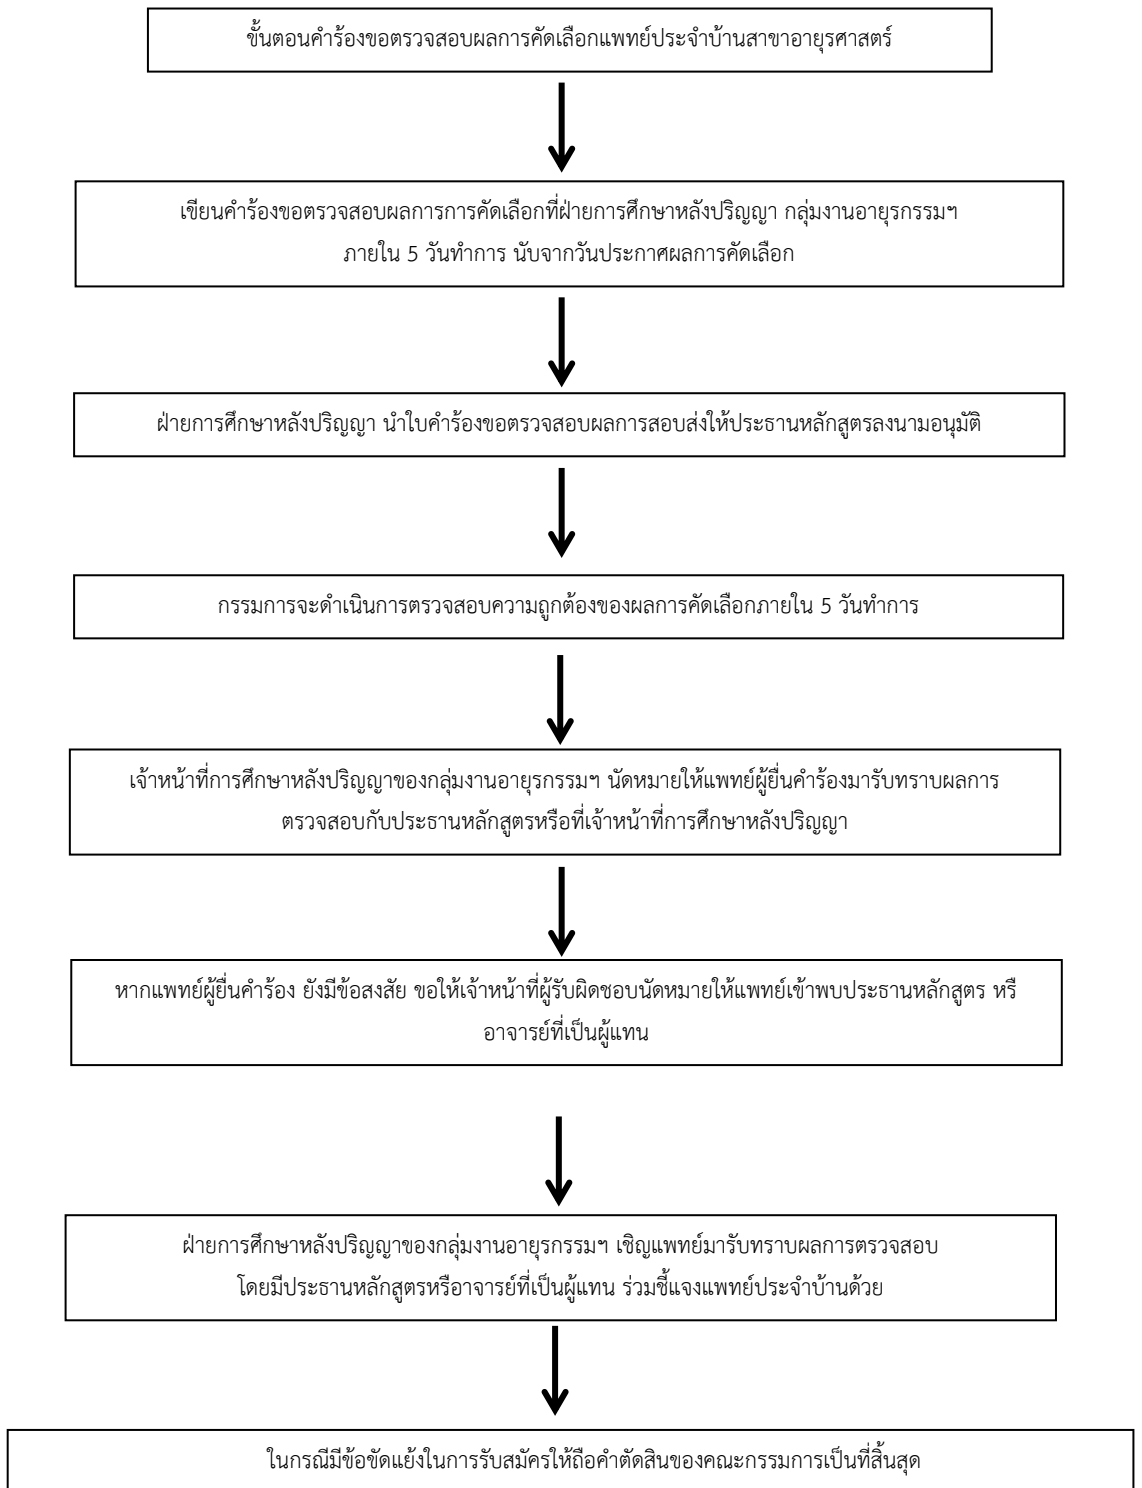 ขั้นตอนคำร้องขอตรวจสอบผลการคัดเลือกแพทย์ประจำบ้านสาขาอายุรศาสตร์
เขียนคำร้องขอตรวจสอบผลการการคัดเลือกที่ฝ่ายการศึกษาหลังปริญญา กลุ่มงานอายุรกรรมฯ
ภายใน 5 วันทำการ นับจากวันประกาศผลการคัดเลือก
ฝ่ายการศึกษาหลังปริญญา นำใบคำร้องขอตรวจสอบผลการสอบส่งให้ประธานหลักสูตรลงนามอนุมัติ
กรรมการจะดำเนินการตรวจสอบความถูกต้องของผลการคัดเลือกภายใน 5 วันทำการ
เจ้าหน้าที่การศึกษาหลังปริญญาของกลุ่มงานอายุรกรรมฯ นัดหมายให้แพทย์ผู้ยื่นคำร้องมารับทราบผลการ
ตรวจสอบกับประธานหลักสูตรหรือที่เจ้าหน้าที่การศึกษาหลังปริญญา
หากแพทย์ผู้ยื่นคำร้อง ยังมีข้อสงสัย ขอให้เจ้าหน้าที่ผู้รับผิดชอบนัดหมายให้แพทย์เข้าพบประธานหลักสูตร หรื
อาจารย์ที่เป็นผู้แทน
ฝ่ายการศึกษาหลังปริญญาของกลุ่มงานอายุรกรรมฯ เชิญแพทย์มารับทราบผลการตรวจสอบ
โดยมีประธานหลักสูตรหรืออาจารย์ที่เป็นผู้แทน ร่วมชี้แจงแพทย์ประจำบ้านด้วย
ในกรณีมีข้อขัดแย้งในการรับสมัครให้ถือคำตัดสินของคณะกรรมการเป็นที่สิ้นสุด